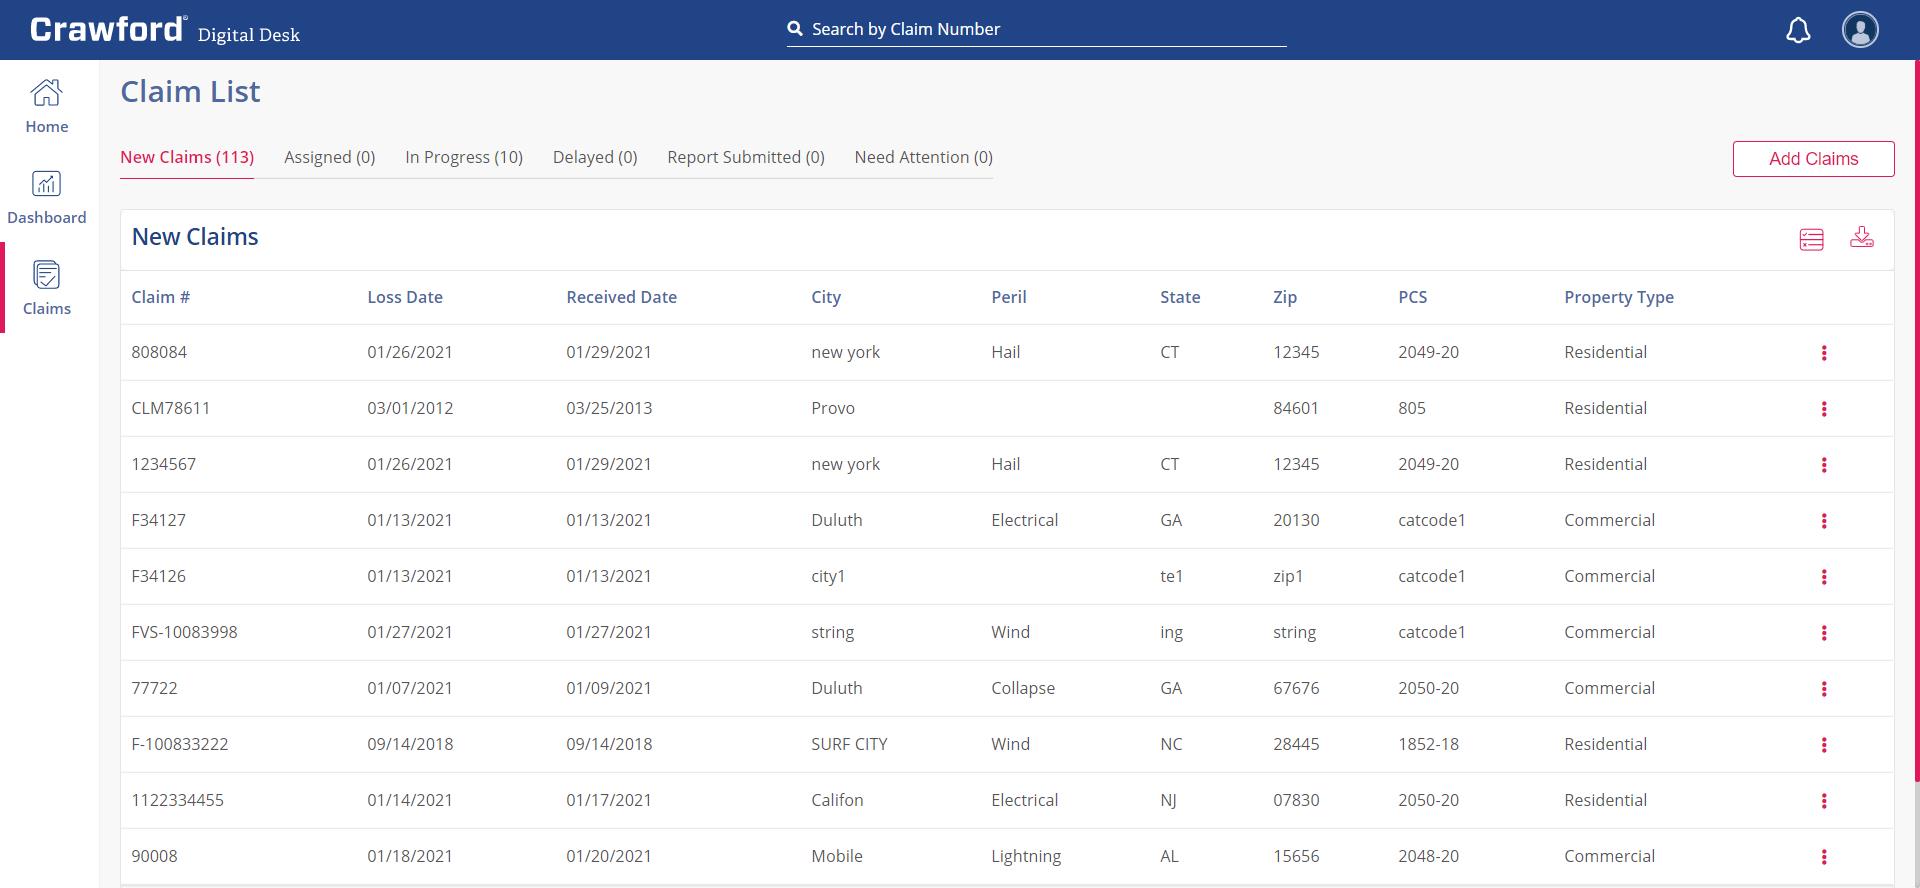 Crawford® Digital Desk
Search by Claim Number
Home
Dashboard
Claims
Claim List
New Claims (113) Assigned (0) In Progress (10) Delayed (0) Report Submitted (0) Need Attention (0)
Add Claims
New Claims
Claim # Loss Date Received Date City Peril State Zip PCS Property Type
808084 01/26/2021 01/29/2021 new york Hail CT 12345 2049-20 Residential
CLM78611 03/01/2012 03/25/2013 Provo 84601 805 Residential
1234567 01/26/2021 01/29/2021 new york Hail CT 12345 2049-20 Residential
F34127 01/13/2021 01/13/2021 Duluth Electrical GA 20130 catcode1 Commercial
F34126 01/13/2021 01/13/2021 city1 te1 zip1 catcode1 Commercial
FVS-10083998 01/27/2021 01/27/2021 string Wind ing string catcode1 Commercial
77722 01/07/2021 01/09/2021 Duluth Collapse GA 67676 2050-20 Commercial
F-100833222 09/14/2018 09/14/2018 SURF CITY Wind NC 28445 1852-18 Residential
1122334455 01/14/2021 01/17/2021 Califon Electrical NJ 07830 2050-20 Residential
90008 01/18/2021 01/20/2021 Mobile Lightning AL 15656 2048-20 Commercial